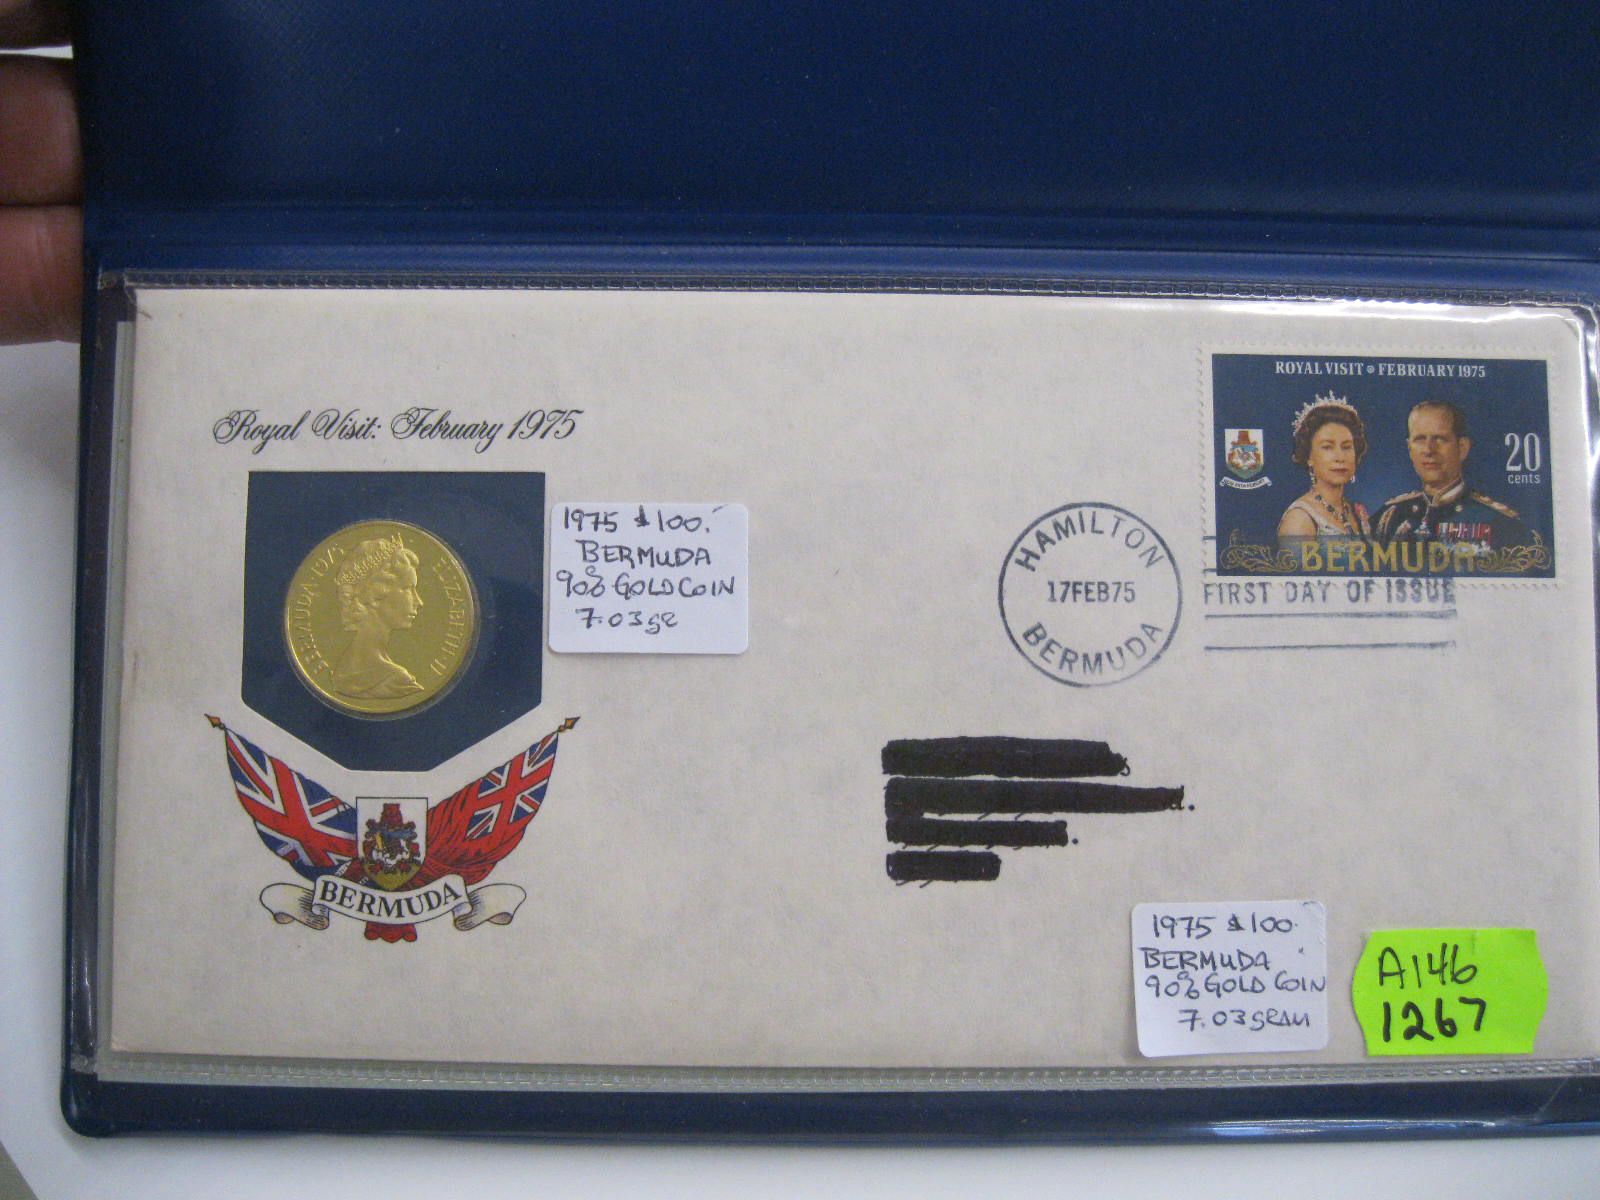 Royal Visit: February 1975
BERMUDA · 1975 · ELIZABETH · II
1975 $100.
BERMUDA
90% GOLD COIN
7.03 gr
BERMUDA
ROYAL VISIT FEBRUARY 1975
20
cents
BERMUDA
HAMILTON
17FEB75
BERMUDA
FIRST DAY OF ISSUE
1975 $100.
BERMUDA
90% GOLD COIN
7.03 GRAM
A146
1267